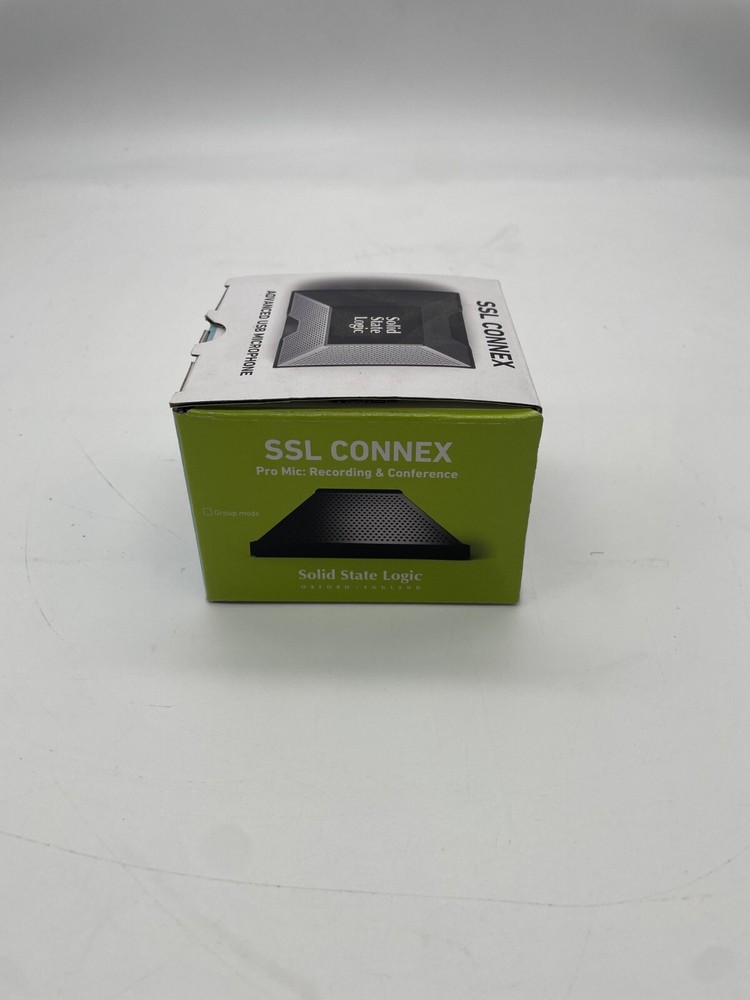 SSL CONNEX
Solid
State
Logic
ADVANCED USB MICROPHONE
SSL CONNEX
Pro Mic: Recording & Conference
Group mode
Solid State Logic
OXFORD • ENGLAND